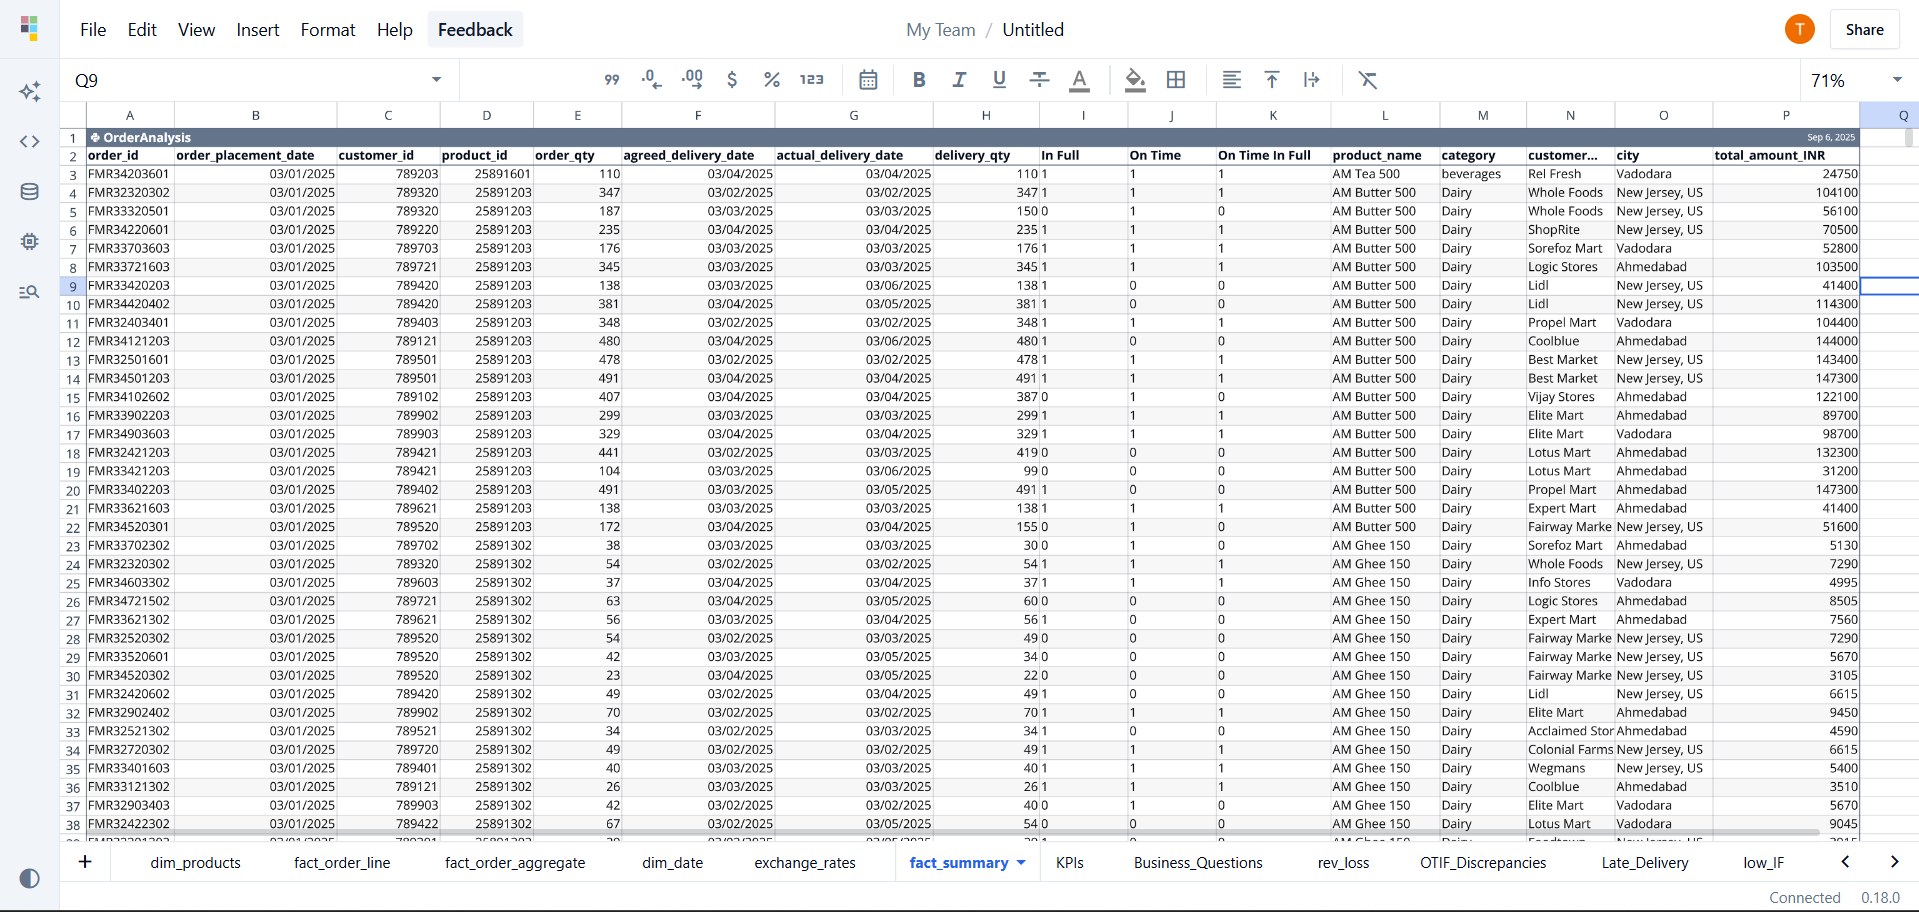 File Edit View Insert Format Help Feedback My Team / Untitled T Share
Q9 99 .0 .00 $ % 123 B I U A 71%
A B C D E F G H I J K L M N O P Q
1 OrderAnalysis Sep 6, 2025
2 order_id order_placement_date customer_id product_id order_qty agreed_delivery_date actual_delivery_date delivery_qty In Full On Time On Time In Full product_name category customer... city total_amount_INR
3 FMR34203601 03/01/2025 789203 25891601 110 03/04/2025 03/04/2025 110 1 1 1 AM Tea 500 beverages Rel Fresh Vadodara 24750
4 FMR32320302 03/01/2025 789320 25891203 347 03/02/2025 03/02/2025 347 1 1 1 AM Butter 500 Dairy Whole Foods New Jersey, US 104100
5 FMR33320501 03/01/2025 789320 25891203 187 03/03/2025 03/03/2025 150 0 1 0 AM Butter 500 Dairy Whole Foods New Jersey, US 56100
6 FMR34220601 03/01/2025 789220 25891203 235 03/04/2025 03/04/2025 235 1 1 1 AM Butter 500 Dairy ShopRite New Jersey, US 70500
7 FMR33703603 03/01/2025 789703 25891203 176 03/03/2025 03/03/2025 176 1 1 1 AM Butter 500 Dairy Sorefoz Mart Vadodara 52800
8 FMR33721603 03/01/2025 789721 25891203 345 03/03/2025 03/03/2025 345 1 1 1 AM Butter 500 Dairy Logic Stores Ahmedabad 103500
9 FMR33420203 03/01/2025 789420 25891203 138 03/03/2025 03/06/2025 138 1 0 0 AM Butter 500 Dairy Lidl New Jersey, US 41400
10 FMR34420402 03/01/2025 789420 25891203 381 03/04/2025 03/05/2025 381 1 0 0 AM Butter 500 Dairy Lidl New Jersey, US 114300
11 FMR32403401 03/01/2025 789403 25891203 348 03/02/2025 03/02/2025 348 1 1 1 AM Butter 500 Dairy Propel Mart Vadodara 104400
12 FMR34121203 03/01/2025 789121 25891203 480 03/04/2025 03/06/2025 480 1 0 0 AM Butter 500 Dairy Coolblue Ahmedabad 144000
13 FMR32501601 03/01/2025 789501 25891203 478 03/02/2025 03/02/2025 478 1 1 1 AM Butter 500 Dairy Best Market New Jersey, US 143400
14 FMR34501203 03/01/2025 789501 25891203 491 03/04/2025 03/04/2025 491 1 1 1 AM Butter 500 Dairy Best Market New Jersey, US 147300
15 FMR34102602 03/01/2025 789102 25891203 407 03/04/2025 03/04/2025 387 0 1 0 AM Butter 500 Dairy Vijay Stores Ahmedabad 122100
16 FMR33902203 03/01/2025 789902 25891203 299 03/03/2025 03/03/2025 299 1 1 1 AM Butter 500 Dairy Elite Mart Ahmedabad 89700
17 FMR34903603 03/01/2025 789903 25891203 329 03/04/2025 03/04/2025 329 1 1 1 AM Butter 500 Dairy Elite Mart Vadodara 98700
18 FMR32421203 03/01/2025 789421 25891203 441 03/02/2025 03/03/2025 419 0 0 0 AM Butter 500 Dairy Lotus Mart Ahmedabad 132300
19 FMR33421203 03/01/2025 789421 25891203 104 03/03/2025 03/06/2025 99 0 0 0 AM Butter 500 Dairy Lotus Mart Ahmedabad 31200
20 FMR33402203 03/01/2025 789402 25891203 491 03/03/2025 03/05/2025 491 1 0 0 AM Butter 500 Dairy Propel Mart Ahmedabad 147300
21 FMR33621603 03/01/2025 789621 25891203 138 03/03/2025 03/03/2025 138 1 1 1 AM Butter 500 Dairy Expert Mart Ahmedabad 41400
22 FMR34520301 03/01/2025 789520 25891203 172 03/04/2025 03/04/2025 155 0 1 0 AM Butter 500 Dairy Fairway Marke New Jersey, US 51600
23 FMR33702302 03/01/2025 789702 25891302 38 03/03/2025 03/03/2025 30 0 1 0 AM Ghee 150 Dairy Sorefoz Mart Ahmedabad 5130
24 FMR32320302 03/01/2025 789320 25891302 54 03/02/2025 03/02/2025 54 1 1 1 AM Ghee 150 Dairy Whole Foods New Jersey, US 7290
25 FMR34603302 03/01/2025 789603 25891302 37 03/04/2025 03/04/2025 37 1 1 1 AM Ghee 150 Dairy Info Stores Vadodara 4995
26 FMR34721502 03/01/2025 789721 25891302 63 03/04/2025 03/05/2025 60 0 0 0 AM Ghee 150 Dairy Logic Stores Ahmedabad 8505
27 FMR33621302 03/01/2025 789621 25891302 56 03/03/2025 03/04/2025 56 1 0 0 AM Ghee 150 Dairy Expert Mart Ahmedabad 7560
28 FMR32520302 03/01/2025 789520 25891302 54 03/02/2025 03/03/2025 49 0 0 0 AM Ghee 150 Dairy Fairway Marke New Jersey, US 7290
29 FMR33520601 03/01/2025 789520 25891302 42 03/03/2025 03/05/2025 34 0 0 0 AM Ghee 150 Dairy Fairway Marke New Jersey, US 5670
30 FMR34520302 03/01/2025 789520 25891302 23 03/04/2025 03/05/2025 22 0 0 0 AM Ghee 150 Dairy Fairway Marke New Jersey, US 3105
31 FMR32420602 03/01/2025 789420 25891302 49 03/02/2025 03/04/2025 49 1 0 0 AM Ghee 150 Dairy Lidl New Jersey, US 6615
32 FMR32902402 03/01/2025 789902 25891302 70 03/02/2025 03/02/2025 70 1 1 1 AM Ghee 150 Dairy Elite Mart Ahmedabad 9450
33 FMR32521302 03/01/2025 789521 25891302 34 03/02/2025 03/03/2025 34 1 0 0 AM Ghee 150 Dairy Acclaimed Stor Ahmedabad 4590
34 FMR32720302 03/01/2025 789720 25891302 49 03/02/2025 03/02/2025 49 1 1 1 AM Ghee 150 Dairy Colonial Farms New Jersey, US 6615
35 FMR33401603 03/01/2025 789401 25891302 40 03/03/2025 03/03/2025 40 1 1 1 AM Ghee 150 Dairy Wegmans New Jersey, US 5400
36 FMR33121302 03/01/2025 789121 25891302 26 03/03/2025 03/03/2025 26 1 1 1 AM Ghee 150 Dairy Coolblue Ahmedabad 3510
37 FMR32903403 03/01/2025 789903 25891302 42 03/02/2025 03/02/2025 40 0 1 0 AM Ghee 150 Dairy Elite Mart Vadodara 5670
38 FMR32422302 03/01/2025 789422 25891302 67 03/02/2025 03/05/2025 54 0 0 0 AM Ghee 150 Dairy Lotus Mart Vadodara 9045
+ dim_products fact_order_line fact_order_aggregate dim_date exchange_rates fact_summary KPIs Business_Questions rev_loss OTIF_Discrepancies Late_Delivery low_IF
Connected 0.18.0